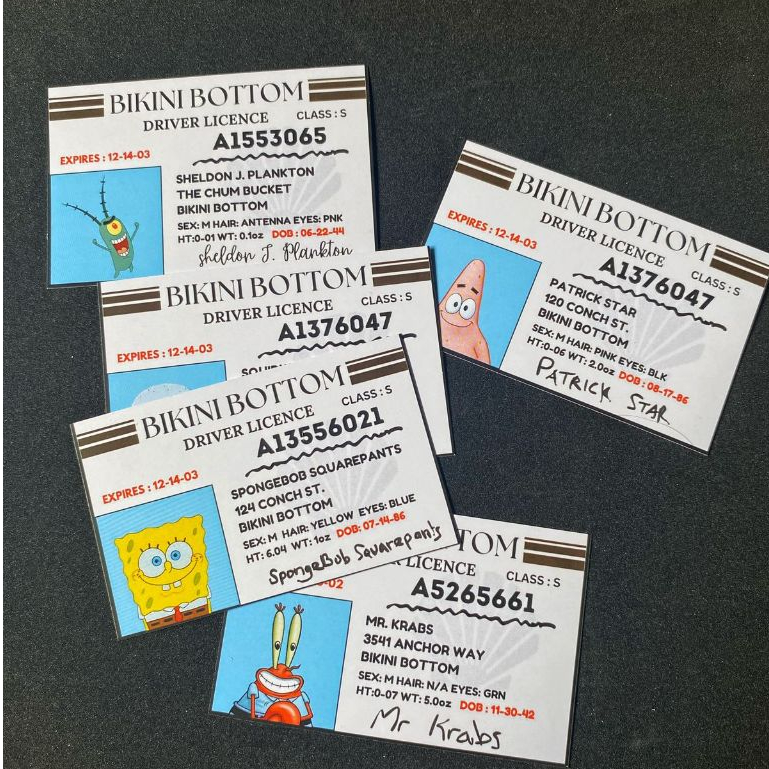 BIKINI BOTTOM
DRIVER LICENCE CLASS : S
A1553065
EXPIRES : 12-14-03
SHELDON J. PLANKTON
THE CHUM BUCKET
BIKINI BOTTOM
SEX: M HAIR: ANTENNA EYES: PNK
HT:0-01 WT: 0.1oz DOB : 06-22-44
sheldon J. Plankton
BIKINI BOTTOM
DRIVER LICENCE CLASS : S
A1376047
EXPIRES : 12-14-03
PATRICK STAR
120 CONCH ST.
BIKINI BOTTOM
SEX: M HAIR: PINK EYES: BLK
HT:0-06 WT: 2.0oz DOB : 08-17-86
PATRICK STAR
BIKINI BOTTOM
DRIVER LICENCE CLASS : S
A1376047
EXPIRES : 12-14-03
BIKINI BOTTOM
DRIVER LICENCE CLASS : S
A13556021
EXPIRES : 12-14-03
SPONGEBOB SQUAREPANTS
124 CONCH ST.
BIKINI BOTTOM
SEX: M HAIR: YELLOW EYES: BLUE
HT: 6.04 WT: 1oz DOB: 07-14-86
SpongeBob Squarepants
TOM
LICENCE CLASS : S
A5265661
-02
MR. KRABS
3541 ANCHOR WAY
BIKINI BOTTOM
SEX: M HAIR: N/A EYES: GRN
HT:0-07 WT: 5.0oz DOB : 11-30-42
Mr Krabs